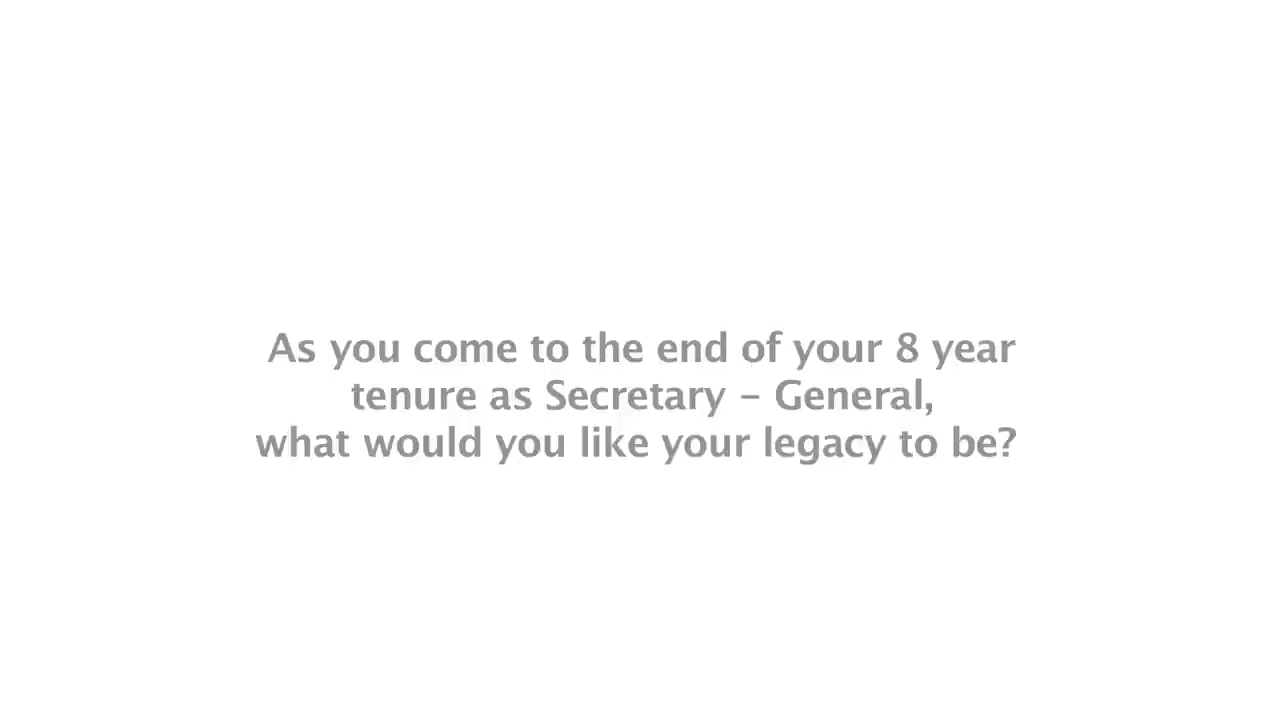 As you come to the end of your 8 year
tenure as Secretary - General,
what would you like your legacy to be?